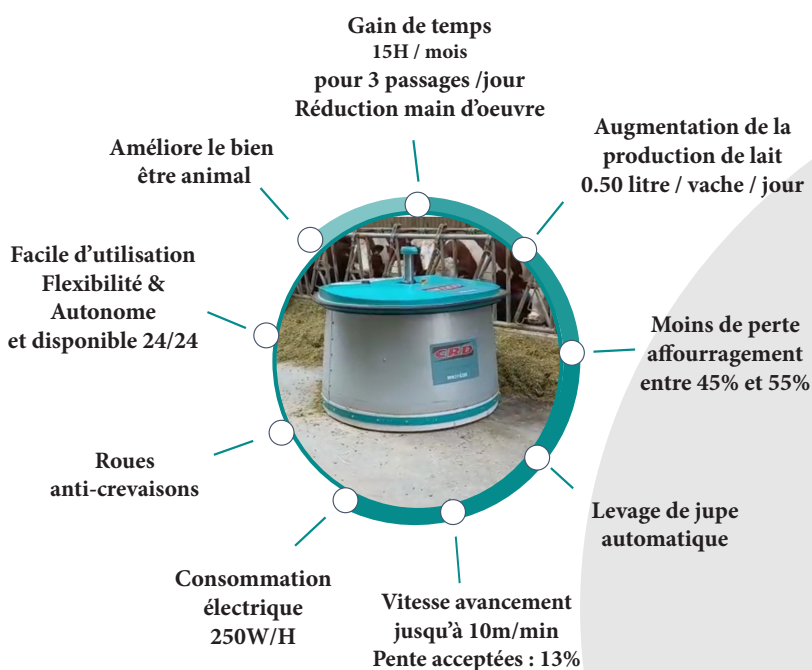 Gain de temps
15H / mois
pour 3 passages /jour
Réduction main d'oeuvre
Augmentation de la
production de lait
0.50 litre / vache / jour
Améliore le bien
être animal
Facile d'utilisation
Flexibilité &
Autonome
et disponible 24/24
Moins de perte
affourragement
entre 45% et 55%
C.R.D
Roues
anti-crevaisons
Levage de jupe
automatique
Consommation
électrique
250W/H
Vitesse avancement
jusqu'à 10m/min
Pente acceptées : 13%